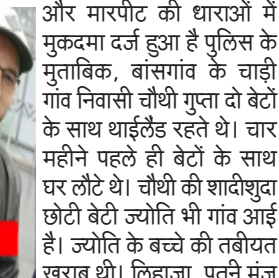 और मारपीट की धाराओं में
मुकदमा दर्ज हुआ है पुलिस के
मुताबिक, बांसगांव के चाड़ी
गांव निवासी चौथी गुप्ता दो बेटों
के साथ थाईलैंड रहते थे। चार
महीने पहले ही बेटों के साथ
घर लौटे थे। चौथी की शादीशुदा
छोटी बेटी ज्योति भी गांव आई
है। ज्योति के बच्चे की तबीयत
खराब थी। लिहाजा, पत्नी मंजू